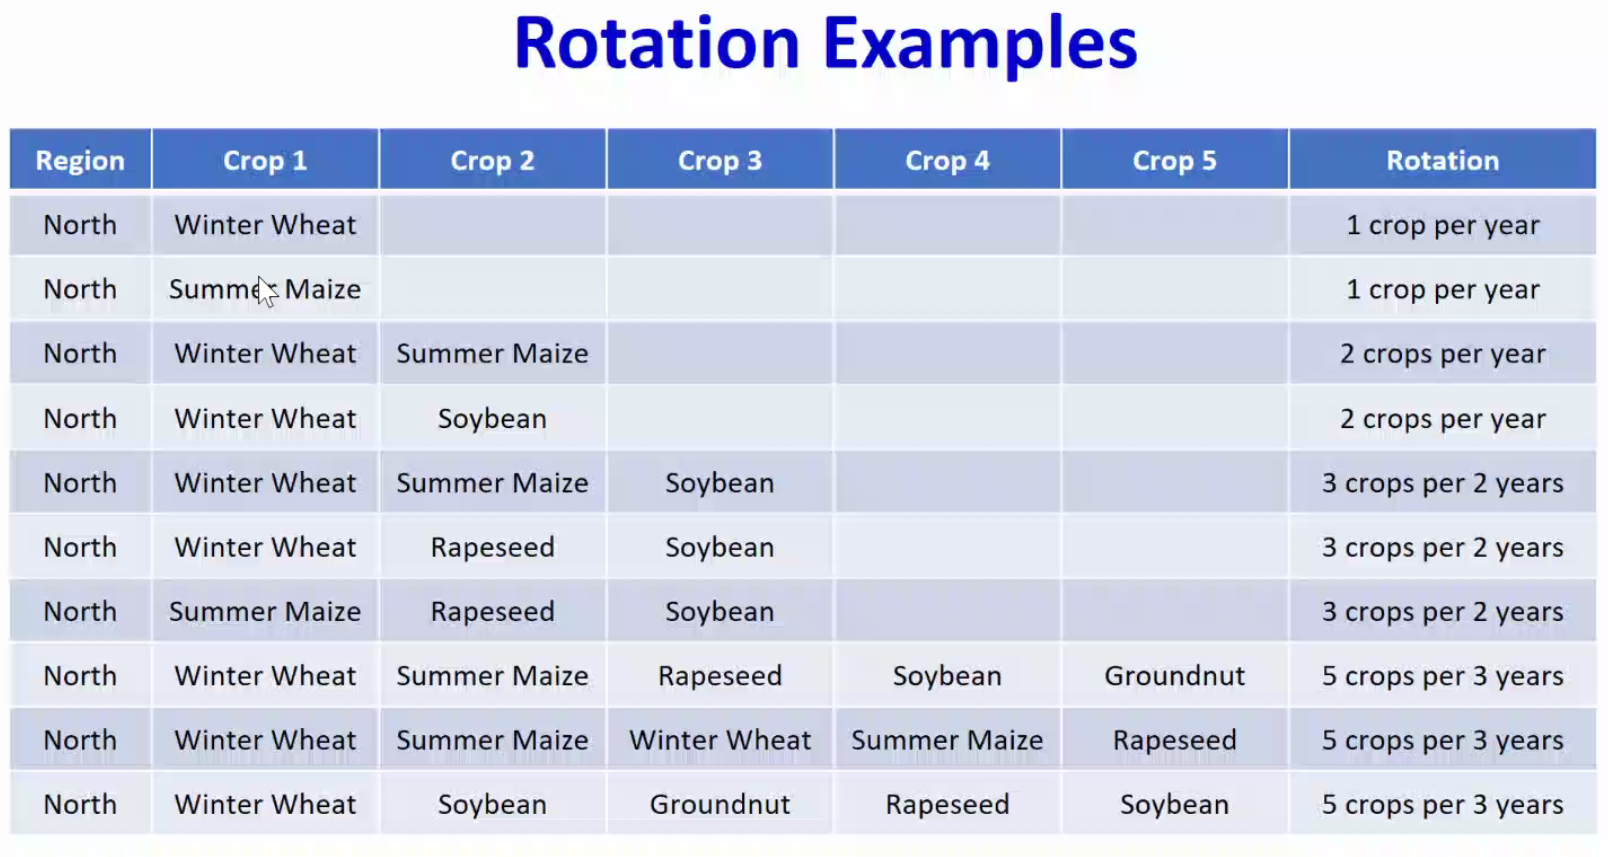 Rotation Examples
Region Crop 1 Crop 2 Crop 3 Crop 4 Crop 5 Rotation
North Winter Wheat 1 crop per year
North Summer Maize 1 crop per year
North Winter Wheat Summer Maize 2 crops per year
North Winter Wheat Soybean 2 crops per year
North Winter Wheat Summer Maize Soybean 3 crops per 2 years
North Winter Wheat Rapeseed Soybean 3 crops per 2 years
North Summer Maize Rapeseed Soybean 3 crops per 2 years
North Winter Wheat Summer Maize Rapeseed Soybean Groundnut 5 crops per 3 years
North Winter Wheat Summer Maize Winter Wheat Summer Maize Rapeseed 5 crops per 3 years
North Winter Wheat Soybean Groundnut Rapeseed Soybean 5 crops per 3 years